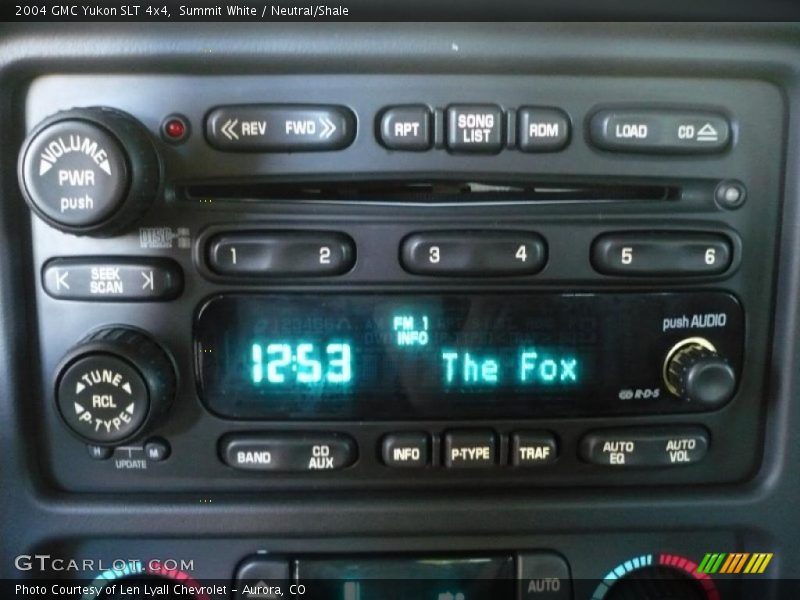 2004 GMC Yukon SLT 4x4,  Summit White / Neutral/Shale
VOLUME
PWR
push
REV FWD
RPT
SONG
LIST
RDM
LOAD CD
DISC
1 2 3 4 5 6
SEEK
SCAN
FM 1
INFO
12:53
The Fox
push AUDIO
R·D·S
TUNE
RCL
P-TYPE
H M
UPDATE
BAND
CD
AUX
INFO
P-TYPE
TRAF
AUTO
EQ
AUTO
VOL
AUTO
GTCARLOT.COM
Photo Courtesy of Len Lyall Chevrolet - Aurora, CO